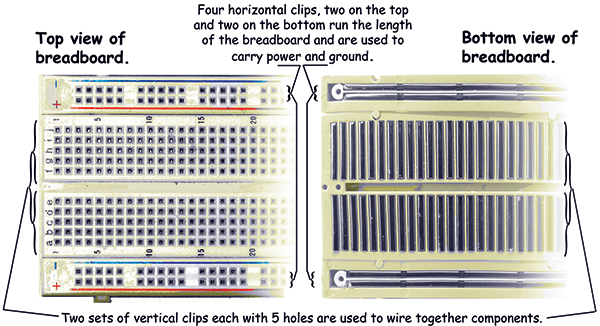 Four horizontal clips, two on the top
and two on the bottom run the length
of the breadboard and are used to
carry power and ground.
Top view of
breadboard.
Bottom view of
breadboard.
- +
1 5 10 15 20
f g h i j
a b c d e
1 5 10 15 20
- +
Two sets of vertical clips each with 5 holes are used to wire together components.